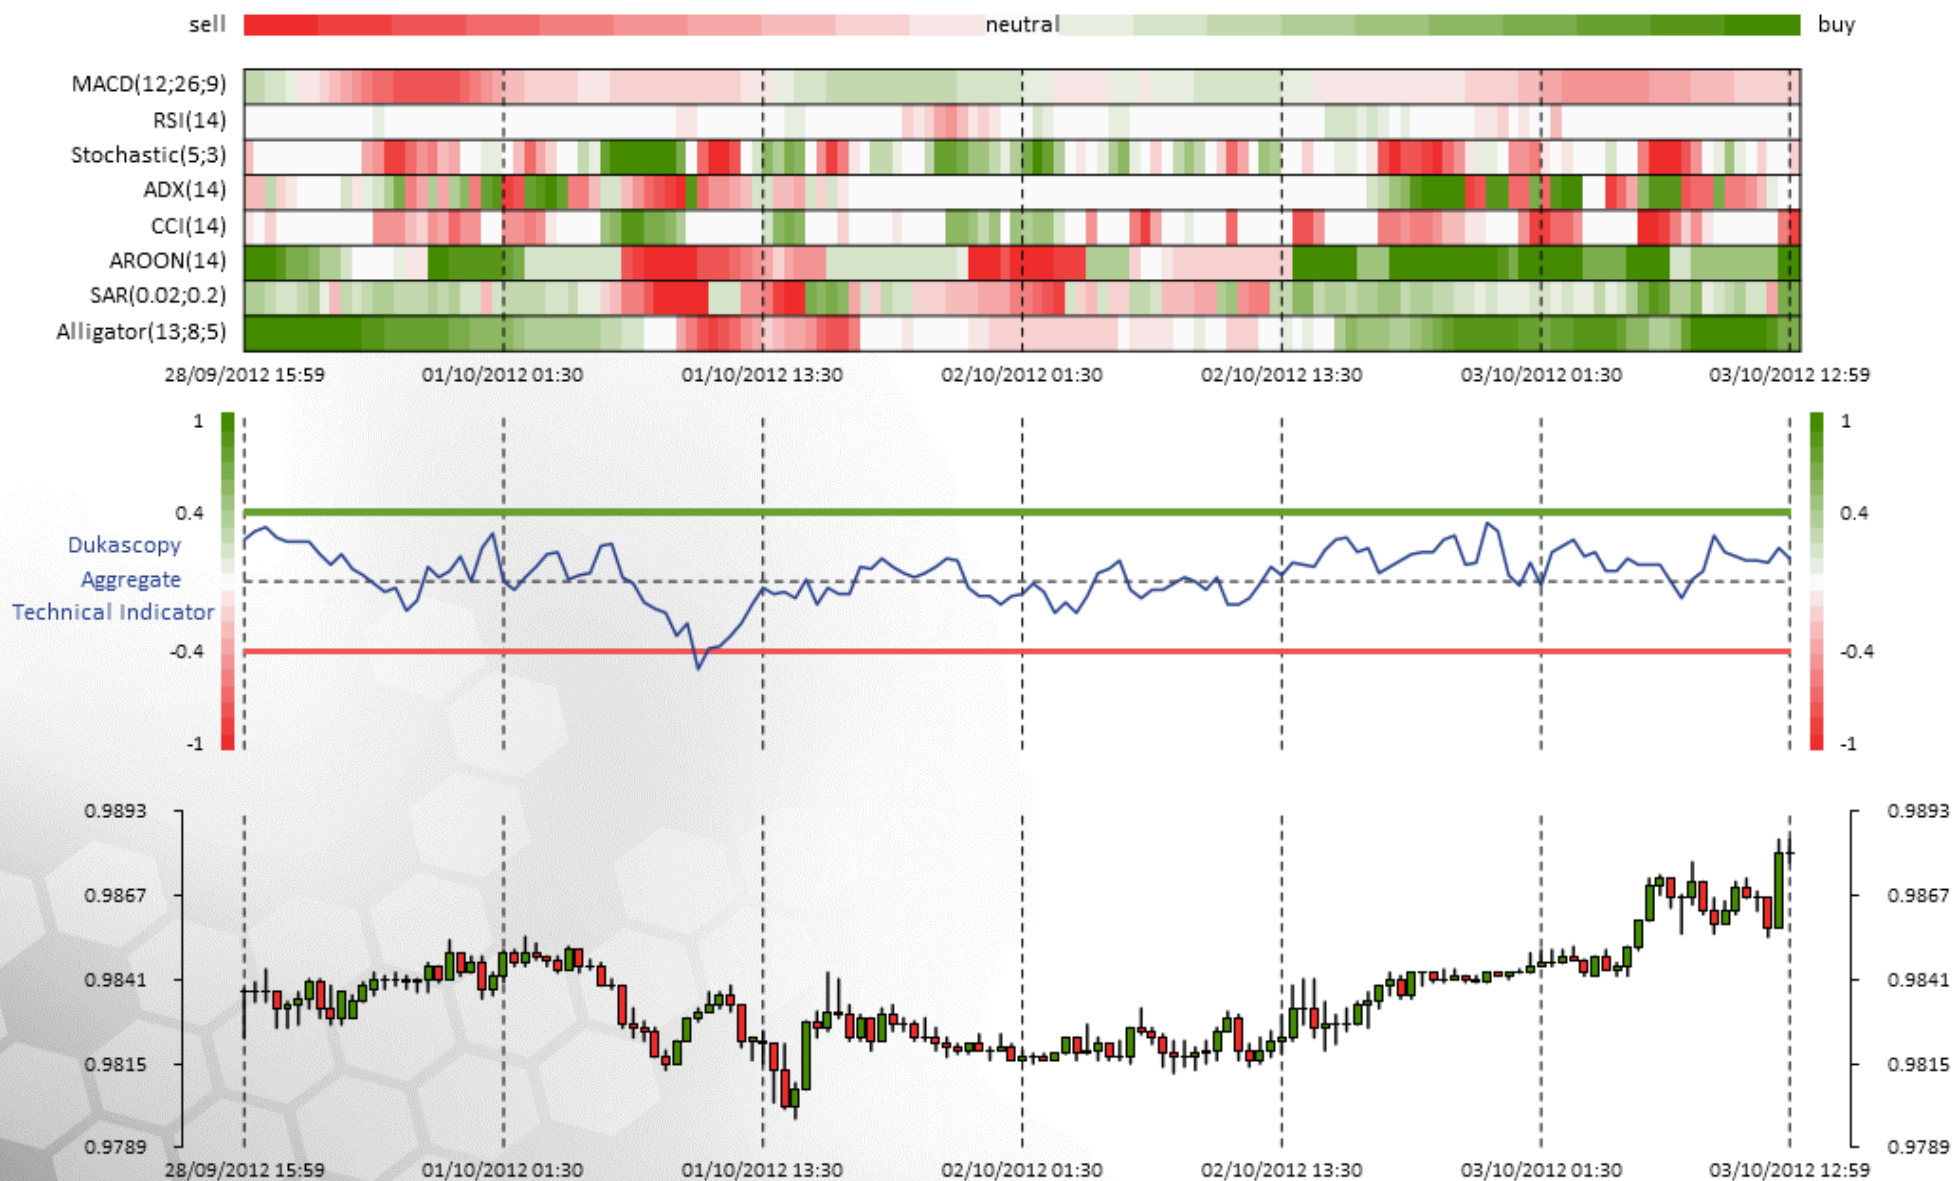 sell neutral buy
MACD(12;26;9)
RSI(14)
Stochastic(5;3)
ADX(14)
CCI(14)
AROON(14)
SAR(0.02;0.2)
Alligator(13;8;5)
28/09/2012 15:59 01/10/2012 01:30 01/10/2012 13:30 02/10/2012 01:30 02/10/2012 13:30 03/10/2012 01:30 03/10/2012 12:59
1 1
0.4 0.4
Dukascopy
Aggregate
Technical Indicator
-0.4 -0.4
-1 -1
0.9893 0.9893
0.9867 0.9867
0.9841 0.9841
0.9815 0.9815
0.9789 0.9789
28/09/2012 15:59 01/10/2012 01:30 01/10/2012 13:30 02/10/2012 01:30 02/10/2012 13:30 03/10/2012 01:30 03/10/2012 12:59